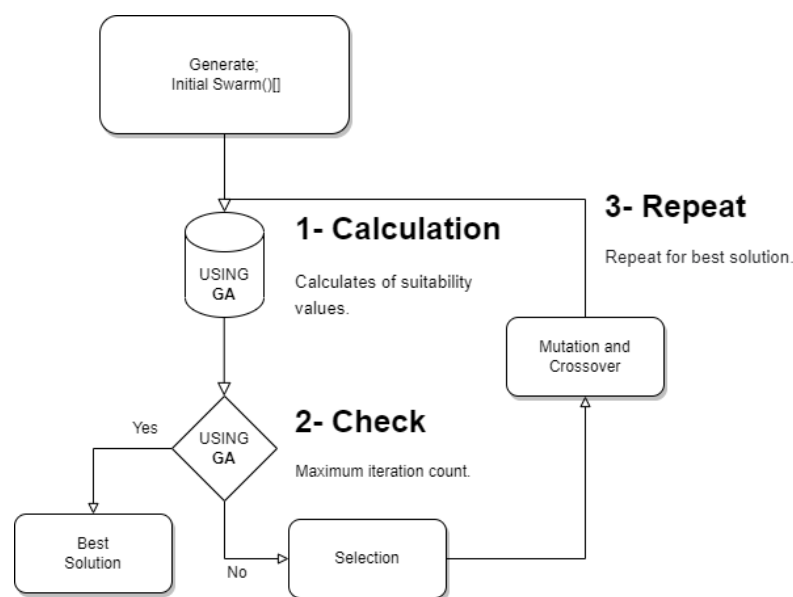 Generate;
Initial Swarm()[]
3- Repeat
Repeat for best solution.
1- Calculation
Calculates of suitability
values.
USING
GA
Mutation and
Crossover
2- Check
Maximum iteration count.
Yes
USING
GA
Best
Solution
No
Selection